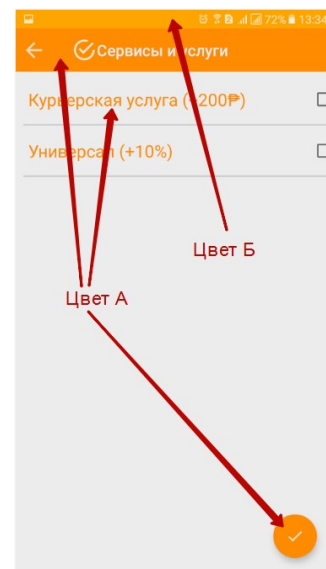 72% 13:34
Сервисы и услуги
Курьерская услуга (+200₱)
Универсал (+10%)
Цвет Б
Цвет А